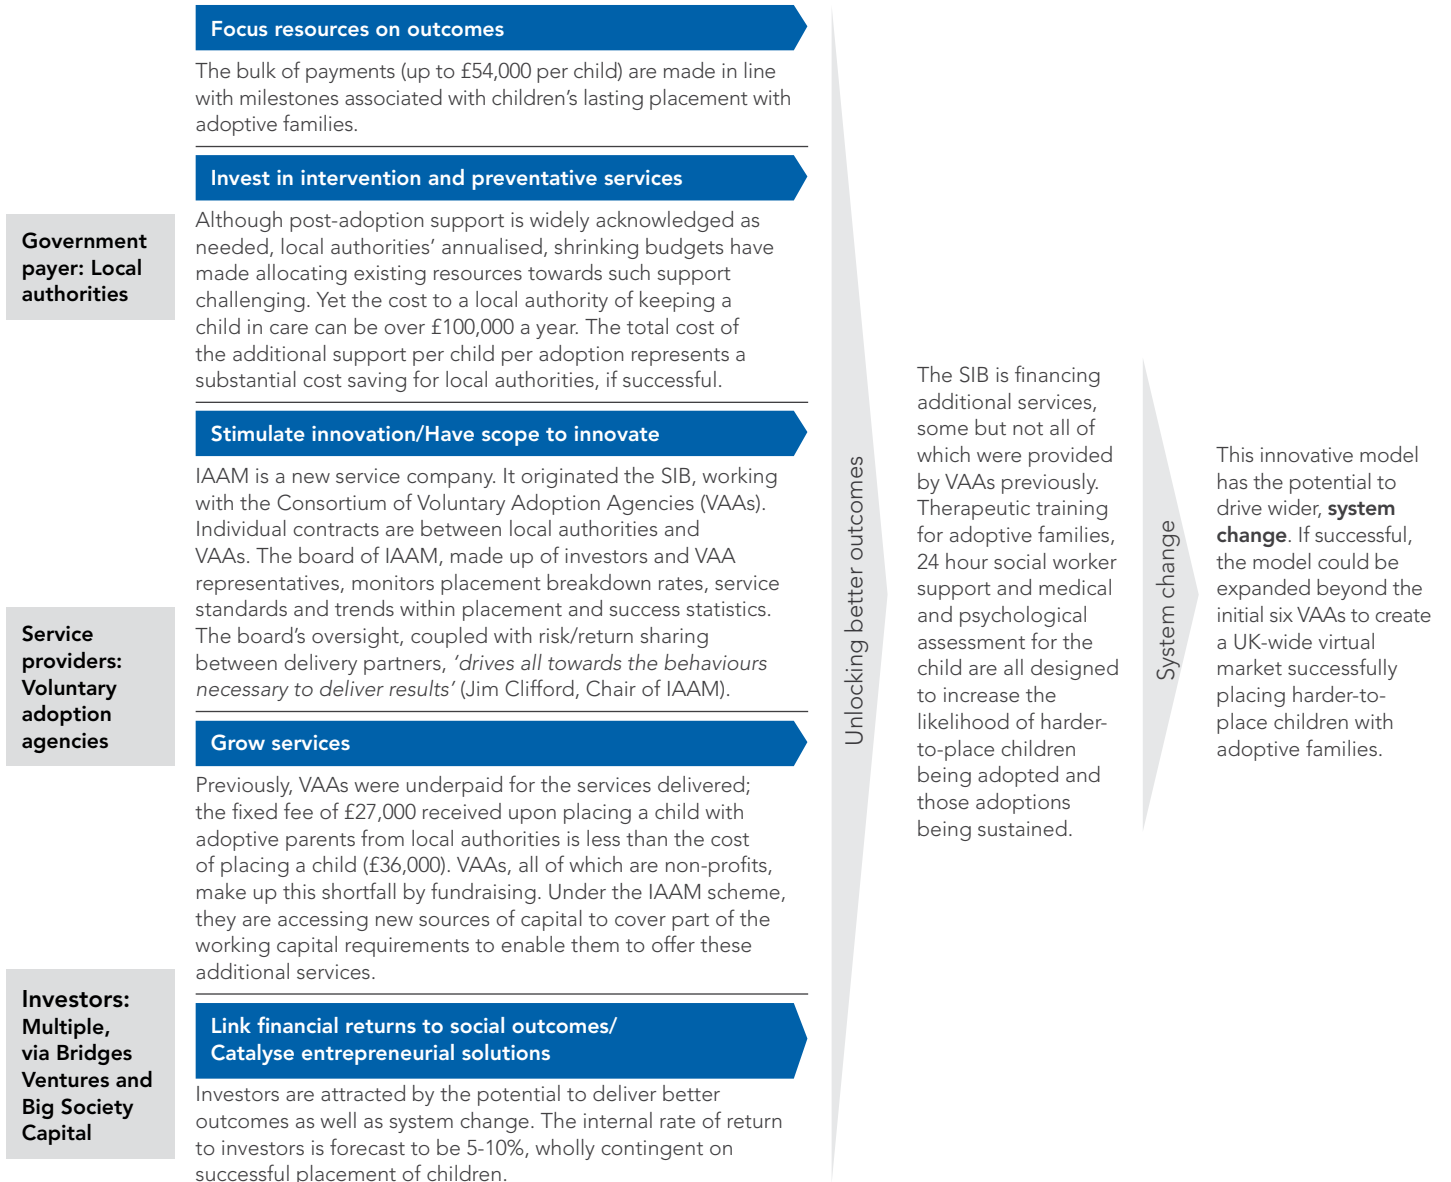 Government
payer: Local
authorities
Focus resources on outcomes
The bulk of payments (up to £54,000 per child) are made in line
with milestones associated with children’s lasting placement with
adoptive families.
Invest in intervention and preventative services
Although post-adoption support is widely acknowledged as
needed, local authorities’ annualised, shrinking budgets have
made allocating existing resources towards such support
challenging. Yet the cost to a local authority of keeping a
child in care can be over £100,000 a year. The total cost of
the additional support per child per adoption represents a
substantial cost saving for local authorities, if successful.
Service
providers:
Voluntary
adoption
agencies
Stimulate innovation/Have scope to innovate
IAAM is a new service company. It originated the SIB, working
with the Consortium of Voluntary Adoption Agencies (VAAs).
Individual contracts are between local authorities and
VAAs. The board of IAAM, made up of investors and VAA
representatives, monitors placement breakdown rates, service
standards and trends within placement and success statistics.
The board’s oversight, coupled with risk/return sharing
between delivery partners, ‘drives all towards the behaviours
necessary to deliver results’ (Jim Clifford, Chair of IAAM).
Grow services
Previously, VAAs were underpaid for the services delivered;
the fixed fee of £27,000 received upon placing a child with
adoptive parents from local authorities is less than the cost
of placing a child (£36,000). VAAs, all of which are non-profits,
make up this shortfall by fundraising. Under the IAAM scheme,
they are accessing new sources of capital to cover part of the
working capital requirements to enable them to offer these
additional services.
Investors:
Multiple,
via Bridges
Ventures and
Big Society
Capital
Link financial returns to social outcomes/
Catalyse entrepreneurial solutions
Investors are attracted by the potential to deliver better
outcomes as well as system change. The internal rate of return
to investors is forecast to be 5-10%, wholly contingent on
successful placement of children.
Unlocking better outcomes
The SIB is financing
additional services,
some but not all of
which were provided
by VAAs previously.
Therapeutic training
for adoptive families,
24 hour social worker
support and medical
and psychological
assessment for the
child are all designed
to increase the
likelihood of harder-
to-place children
being adopted and
those adoptions
being sustained.
System change
This innovative model
has the potential to
drive wider, system
change. If successful,
the model could be
expanded beyond the
initial six VAAs to create
a UK-wide virtual
market successfully
placing harder-to-
place children with
adoptive families.